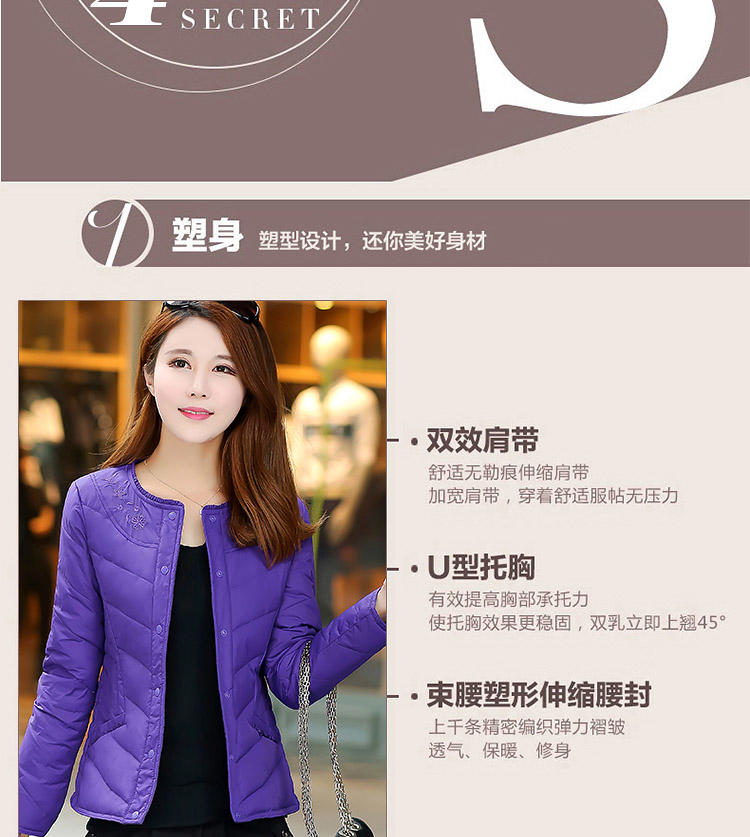 4
SECRET
S
1
塑身 塑型设计，还你美好身材
· 双效肩带
舒适无勒痕伸缩肩带
加宽肩带，穿着舒适服帖无压力
· U型托胸
有效提高胸部承托力
使托胸效果更稳固，双乳立即上翘45°
· 束腰塑形伸缩腰封
上千条精密编织弹力褶皱
透气、保暖、修身